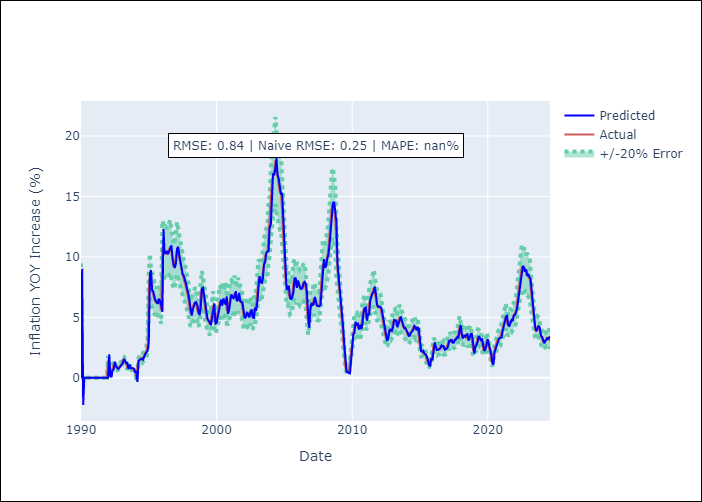 Predicted
Actual
+/-20% Error
RMSE: 0.84 | Naive RMSE: 0.25 | MAPE: nan%
Inflation YOY Increase (%)
20
15
10
5
0
1990
2000
2010
2020
Date